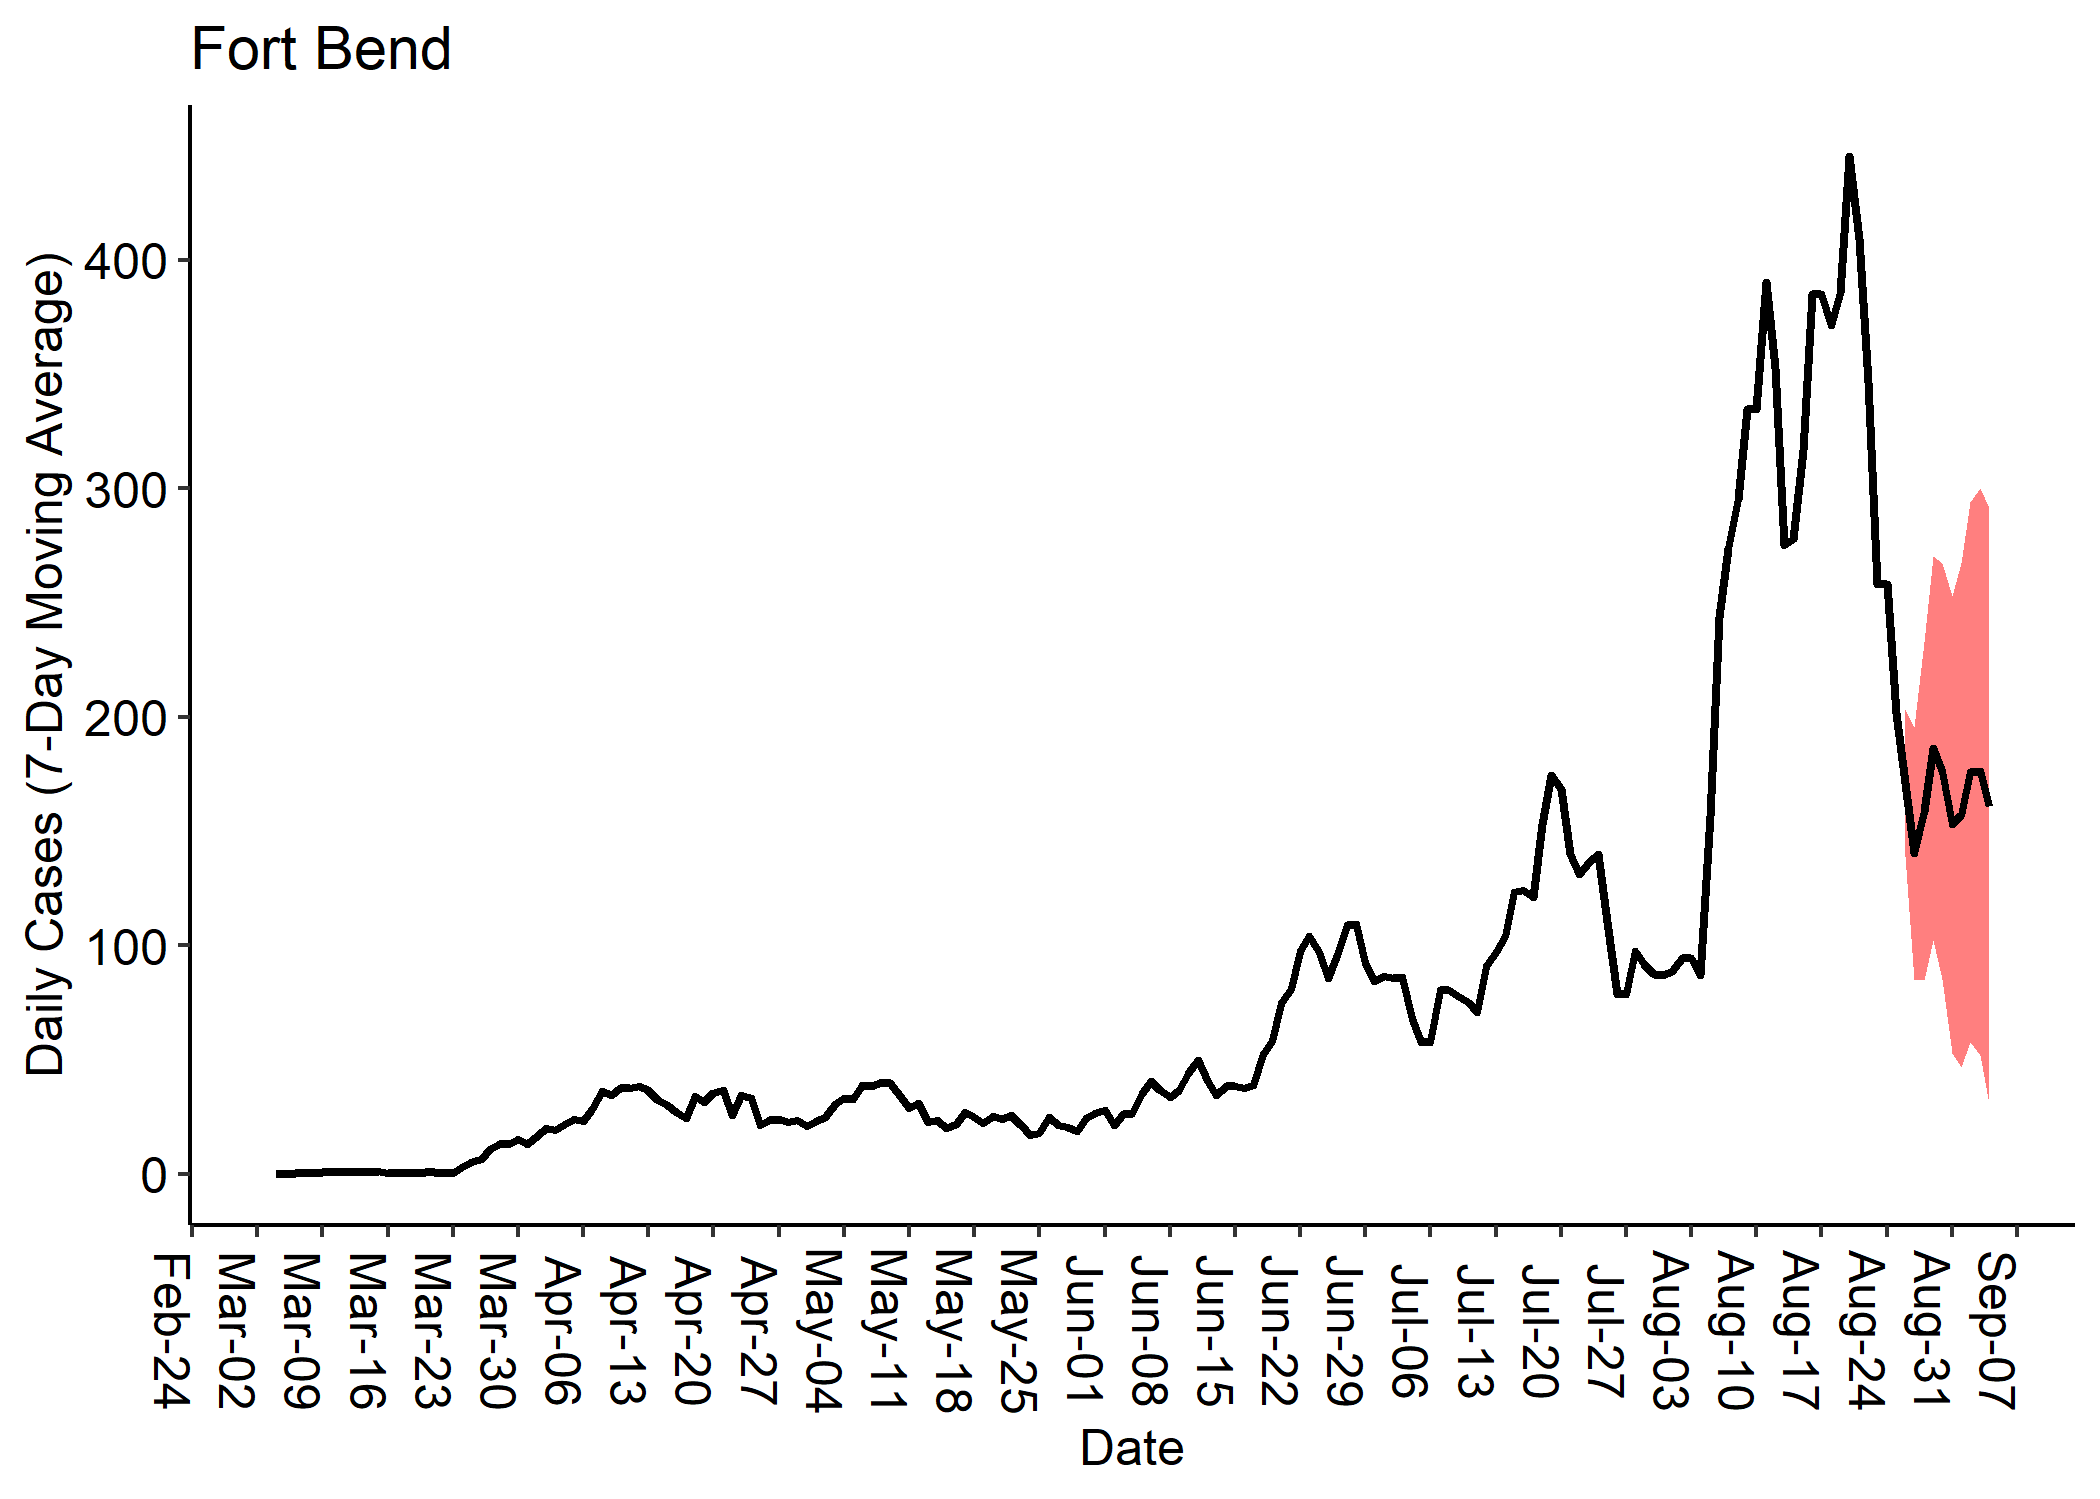 Fort Bend
Daily Cases (7-Day Moving Average)
400
300
200
100
0
Feb-24
Mar-02
Mar-09
Mar-16
Mar-23
Mar-30
Apr-06
Apr-13
Apr-20
Apr-27
May-04
May-11
May-18
May-25
Jun-01
Jun-08
Jun-15
Jun-22
Jun-29
Jul-06
Jul-13
Jul-20
Jul-27
Aug-03
Aug-10
Aug-17
Aug-24
Aug-31
Sep-07
Date